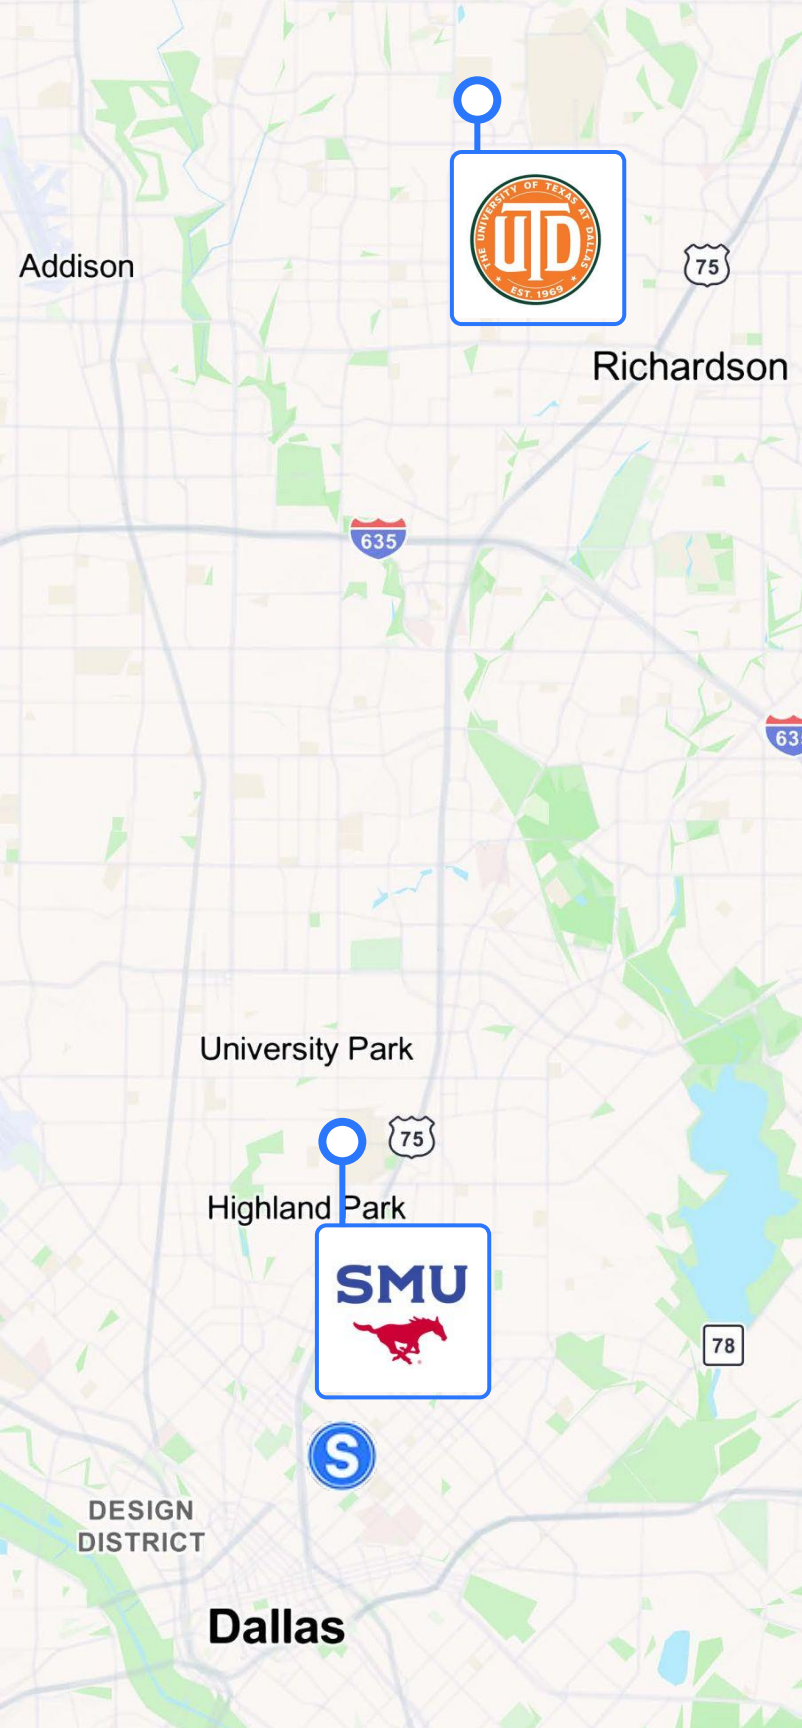 THE UNIVERSITY OF TEXAS AT DALLAS
UTD
EST. 1969
75
Addison
Richardson
635
63
University Park
75
Highland Park
SMU
78
S
DESIGN
DISTRICT
Dallas